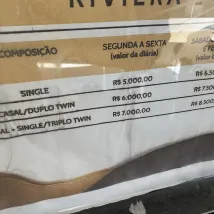 RIVIERA
COMPOSIÇÃO
SEGUNDA A SEXTA
(valor da diária)
SINGLE R$ 5.000,00
CASAL/DUPLO TWIN R$ 6.000,00
SINGLE/TRIPLO TWIN R$ 7.000,00